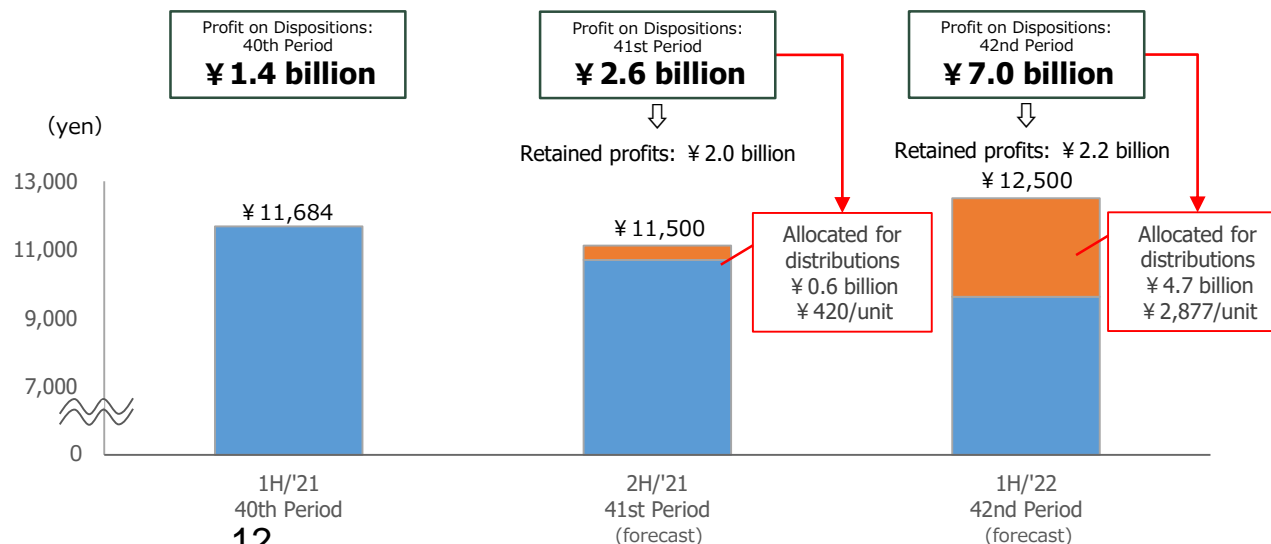 Profit on Dispositions:
40th Period
¥ 1.4 billion
Profit on Dispositions:
41st Period
¥ 2.6 billion
Profit on Dispositions:
42nd Period
¥ 7.0 billion
（yen）
Retained profits: ¥ 2.0 billion
Retained profits: ¥ 2.2 billion
13,000
11,000
9,000
7,000
0
¥ 11,684
¥ 11,500
¥ 12,500
Allocated for
distributions
¥ 0.6 billion
¥ 420/unit
Allocated for
distributions
¥ 4.7 billion
¥ 2,877/unit
1H/'21
40th Period
2H/'21
41st Period
(forecast)
1H/'22
42nd Period
(forecast)
12